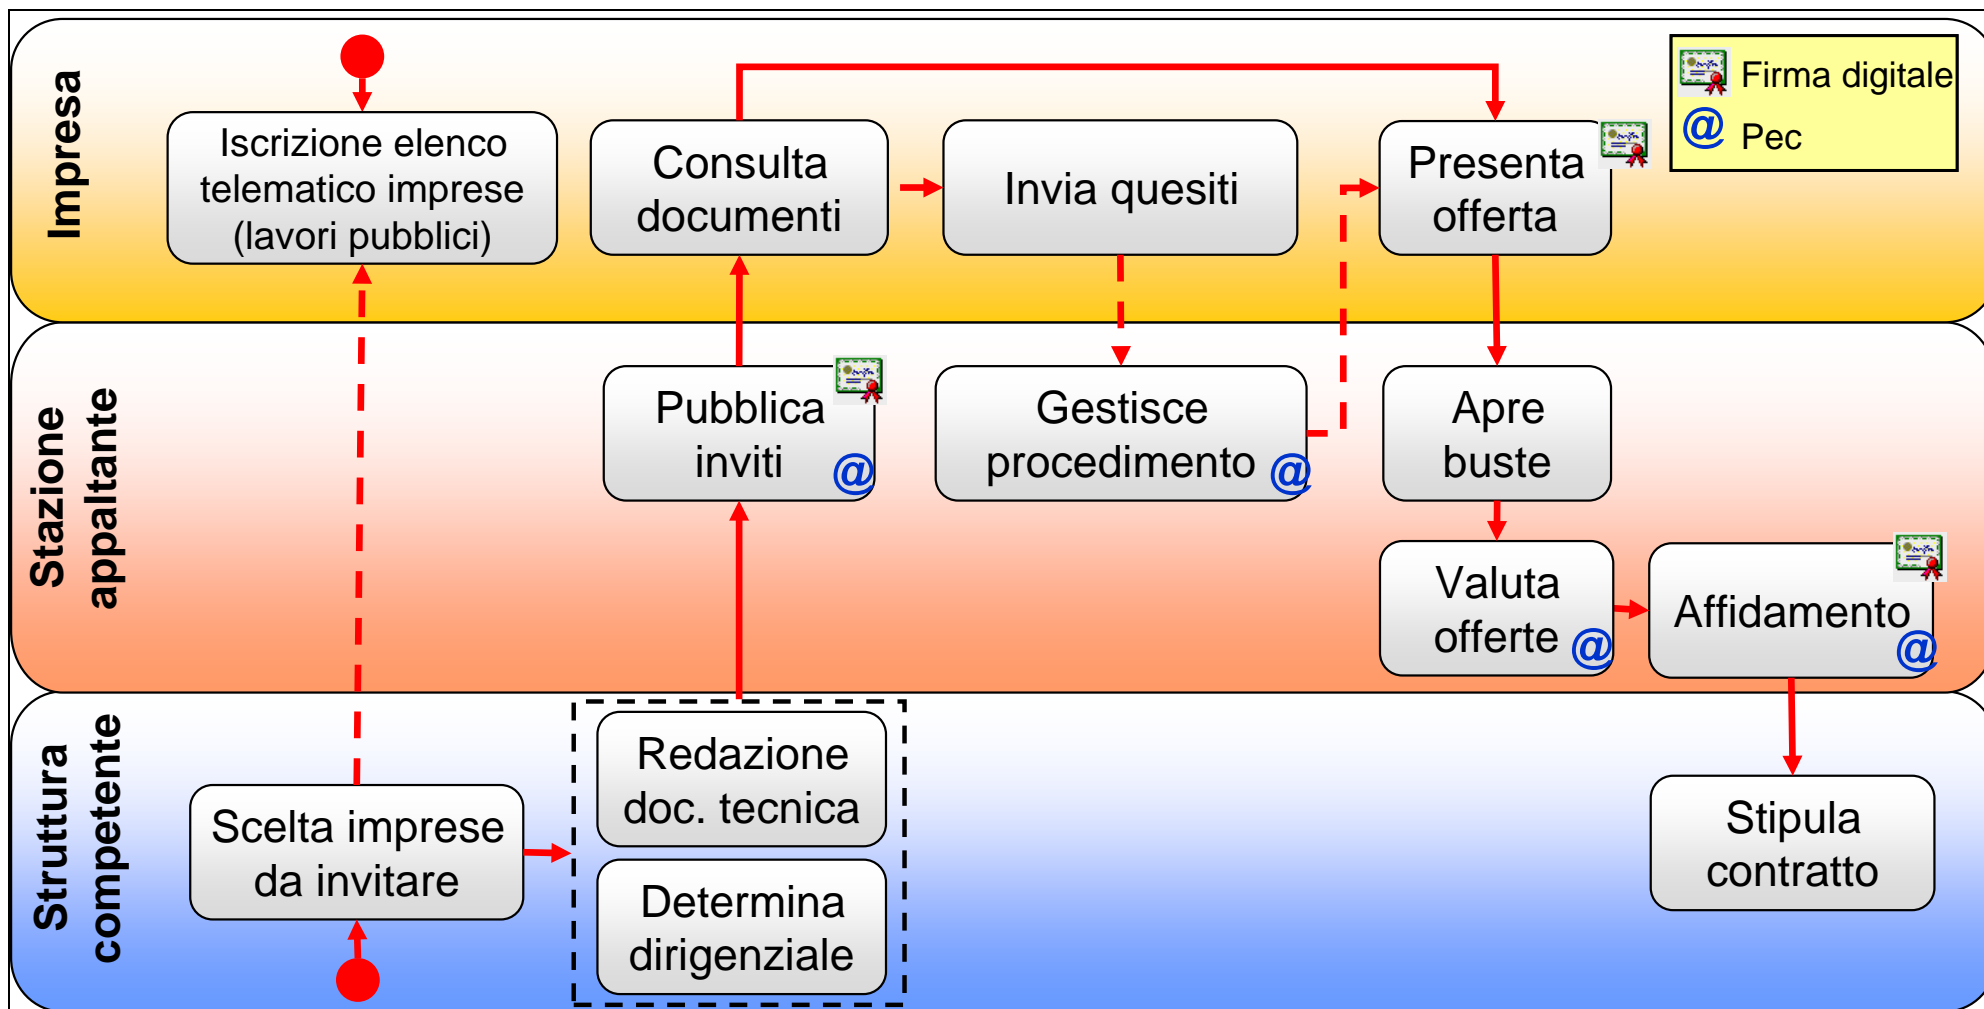 Impresa
Iscrizione elenco
telematico imprese
(lavori pubblici)
Consulta
documenti
Invia quesiti
Presenta
offerta
Firma digitale
@ Pec
Stazione
appaltante
Pubblica
inviti
@
Gestisce
procedimento
@
Apre
buste
Valuta
offerte
@
Affidamento
@
Struttura
competente
Scelta imprese
da invitare
Redazione
doc. tecnica
Determina
dirigenziale
Stipula
contratto